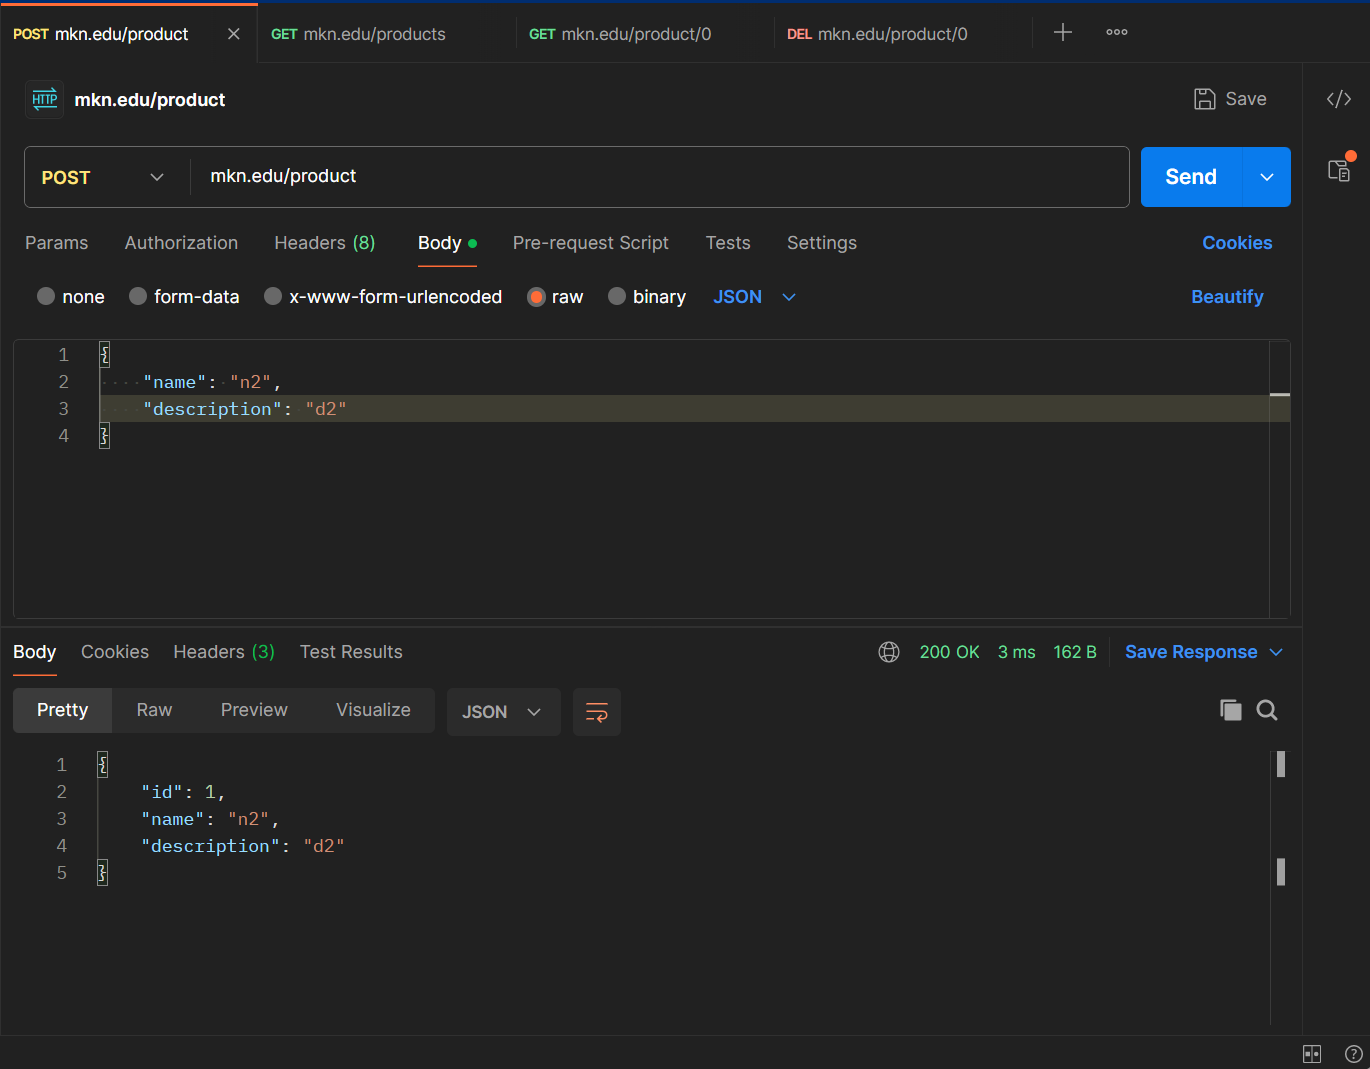 POST mkn.edu/product GET mkn.edu/products GET mkn.edu/product/0 DEL mkn.edu/product/0
HTTP mkn.edu/product Save
POST mkn.edu/product Send
Params Authorization Headers (8) Body Pre-request Script Tests Settings Cookies
none form-data x-www-form-urlencoded raw binary JSON Beautify
1 {
2 "name": "n2",
3 "description": "d2"
4 }
Body Cookies Headers (3) Test Results 200 OK 3 ms 162 B Save Response
Pretty Raw Preview Visualize JSON
1 {
2 "id": 1,
3 "name": "n2",
4 "description": "d2"
5 }